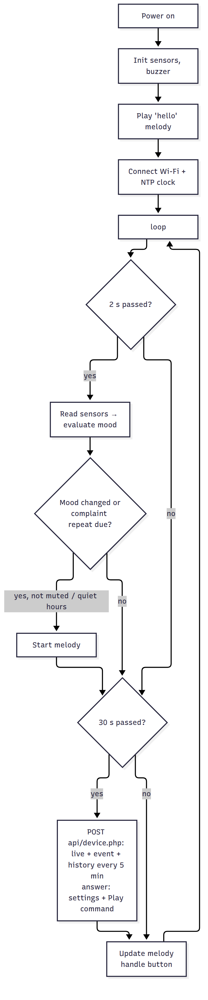 Power on
Init sensors,
buzzer
Play 'hello'
melody
Connect Wi-Fi +
NTP clock
loop
2 s passed?
yes
Read sensors →
evaluate mood
Mood changed or
complaint
repeat due?
no
yes, not muted / quiet
hours
no
Start melody
30 s passed?
yes
no
POST
api/device.php:
live + event +
history every 5
min
answer:
settings + Play
command
Update melody
handle button